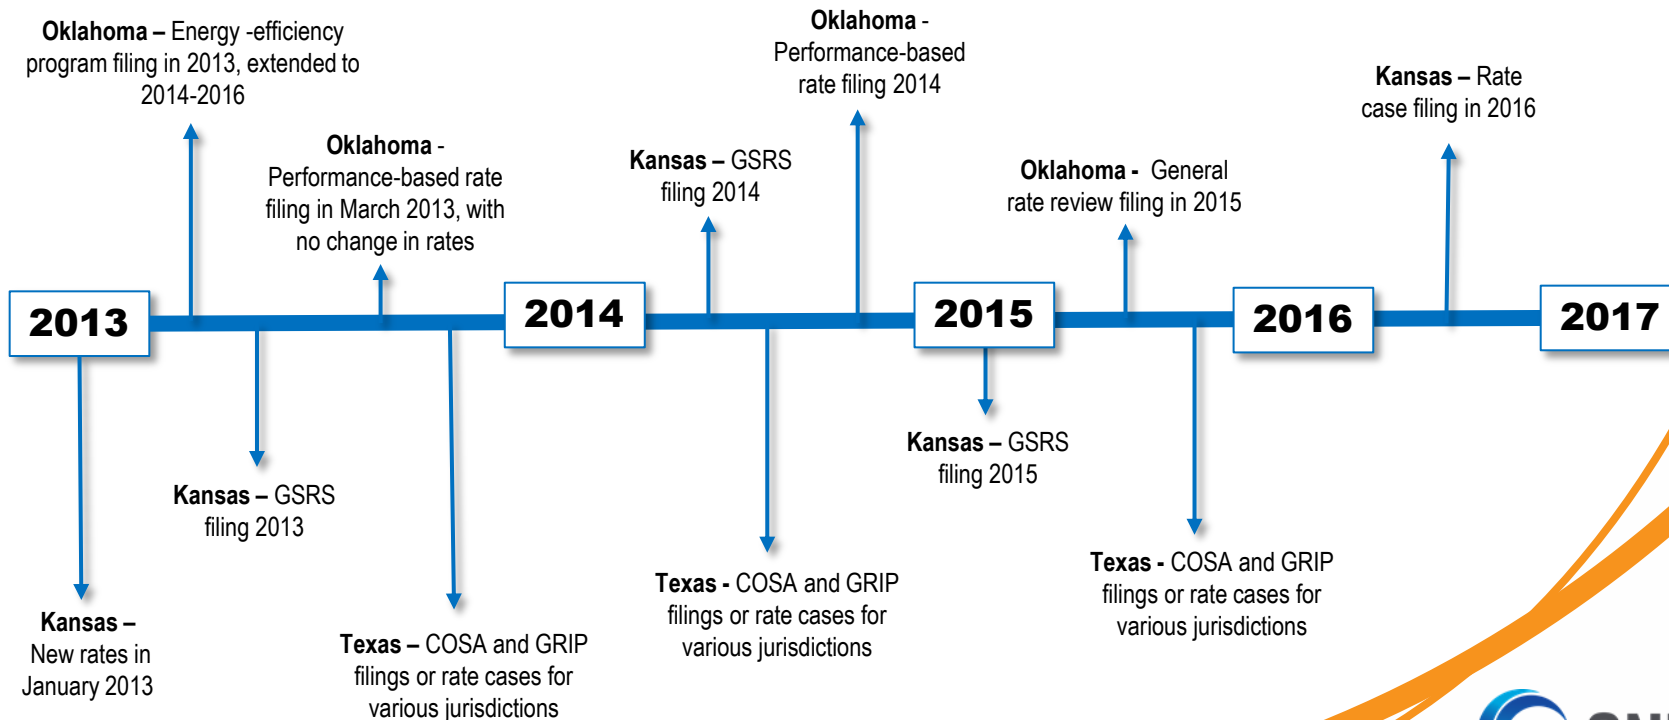 Oklahoma – Energy -efficiency
program filing in 2013, extended to
2014-2016
Oklahoma -
Performance-based rate
filing in March 2013, with
no change in rates
Kansas – GSRS
filing 2014
Oklahoma -
Performance-based
rate filing 2014
Oklahoma - General
rate review filing in 2015
Kansas – Rate
case filing in 2016
2013
2014
2015
2016
2017
Kansas –
New rates in
January 2013
Kansas – GSRS
filing 2013
Texas – COSA and GRIP
filings or rate cases for
various jurisdictions
Texas - COSA and GRIP
filings or rate cases for
various jurisdictions
Kansas – GSRS
filing 2015
Texas - COSA and GRIP
filings or rate cases for
various jurisdictions